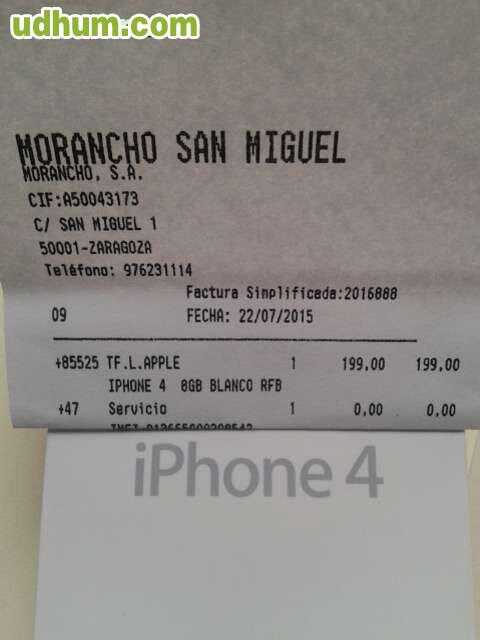 udhum.com
MORANCHO SAN MIGUEL
MORANCHO, S.A.
CIF:A50043173
C/ SAN MIGUEL 1
50001-ZARAGOZA
Teléfono: 976231114
Factura Simplificada:2016888
09 FECHA: 22/07/2015
+85525 TF.L.APPLE 1 199,00 199,00
IPHONE 4 8GB BLANCO RFB
+47 Servicio 1 0,00 0,00
iPhone 4